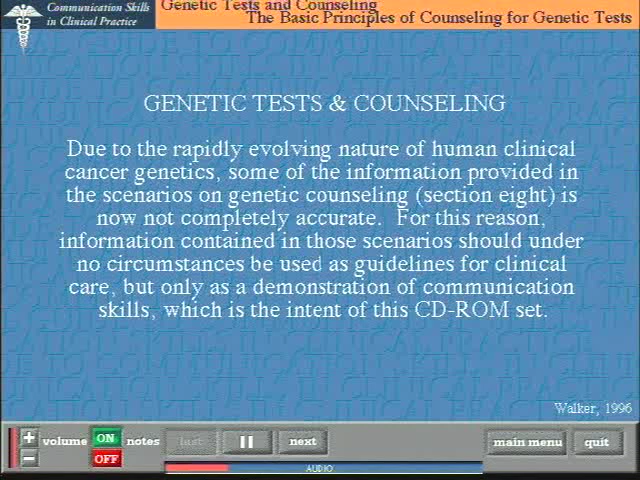 Communication Skills
in Clinical Practice
Genetic Tests and Counseling
The Basic Principles of Counseling for Genetic Tests
GENETIC TESTS & COUNSELING
Due to the rapidly evolving nature of human clinical
cancer genetics, some of the information provided in
the scenarios on genetic counseling (section eight) is
now not completely accurate. For this reason,
information contained in those scenarios should under
no circumstances be used as guidelines for clinical
care, but only as a demonstration of communication
skills, which is the intent of this CD-ROM set.
Walker, 1996
+ volume ON notes last next main menu quit
− OFF
AUDIO